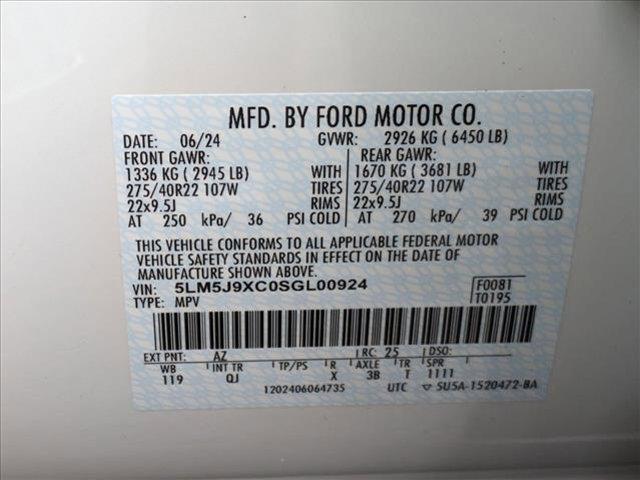 MFD. BY FORD MOTOR CO.
DATE: 06/24 GVWR: 2926 KG ( 6450 LB)
FRONT GAWR: REAR GAWR:
1336 KG ( 2945 LB) WITH 1670 KG ( 3681 LB) WITH
275/40R22 107W TIRES 275/40R22 107W TIRES
22x9.5J RIMS 22x9.5J RIMS
AT 250 kPa/ 36 PSI COLD AT 270 kPa/ 39 PSI COLD
THIS VEHICLE CONFORMS TO ALL APPLICABLE FEDERAL MOTOR
VEHICLE SAFETY STANDARDS IN EFFECT ON THE DATE OF
MANUFACTURE SHOWN ABOVE.
VIN: 5LM5J9XC0SGL00924 F0081
TYPE: MPV T0195
EXT PNT: AZ RC: 25 DSO:
WB INT TR TP/PS R AXLE TR SPR
119 QJ X 3B T 1111
120240606473S UTC ▽ SU5A-1520472-BA